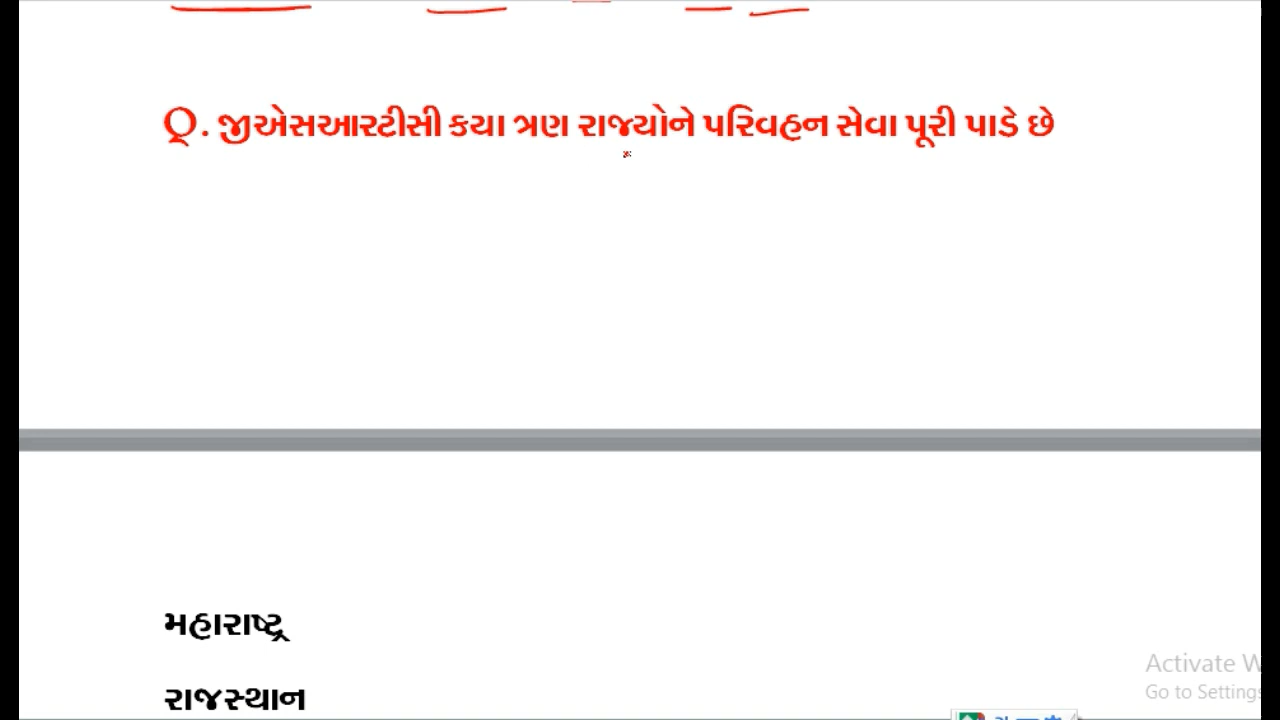 Q. જીએસઆરટીસી કયા ત્રણ રાજ્યોને પરિવહન સેવા પૂરી પાડે છે
મહારાષ્ટ્ર
રાજસ્થાન
Activate W
Go to Settings